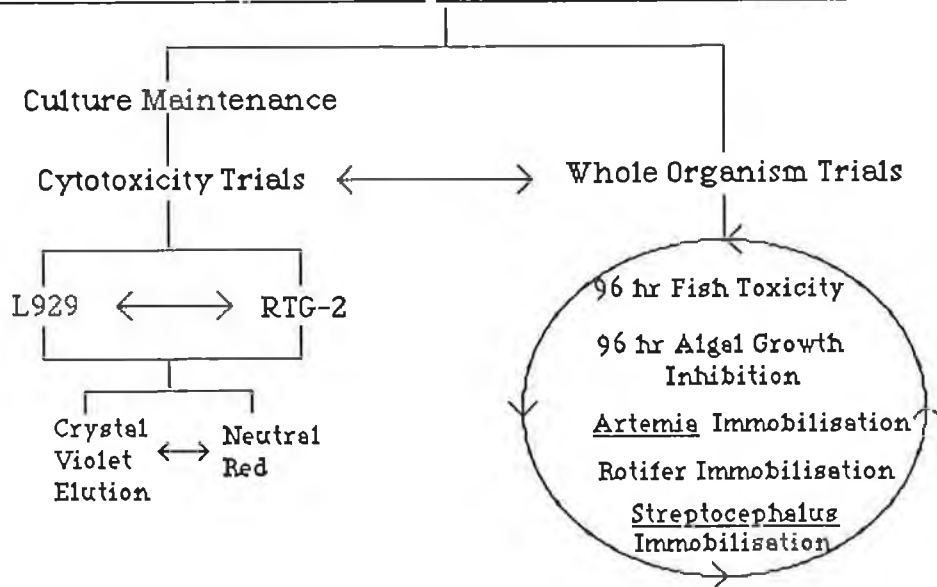 Culture Maintenance
Cytotoxicity Trials
L929
RTG-2
Crystal
Violet
Elution
Neutral
Red
Whole Organism Trials
96 hr Fish Toxicity
96 hr Algal Growth
Inhibition
Artemia Immobilisation
Rotifer Immobilisation
Streptocephalus
Immobilisation